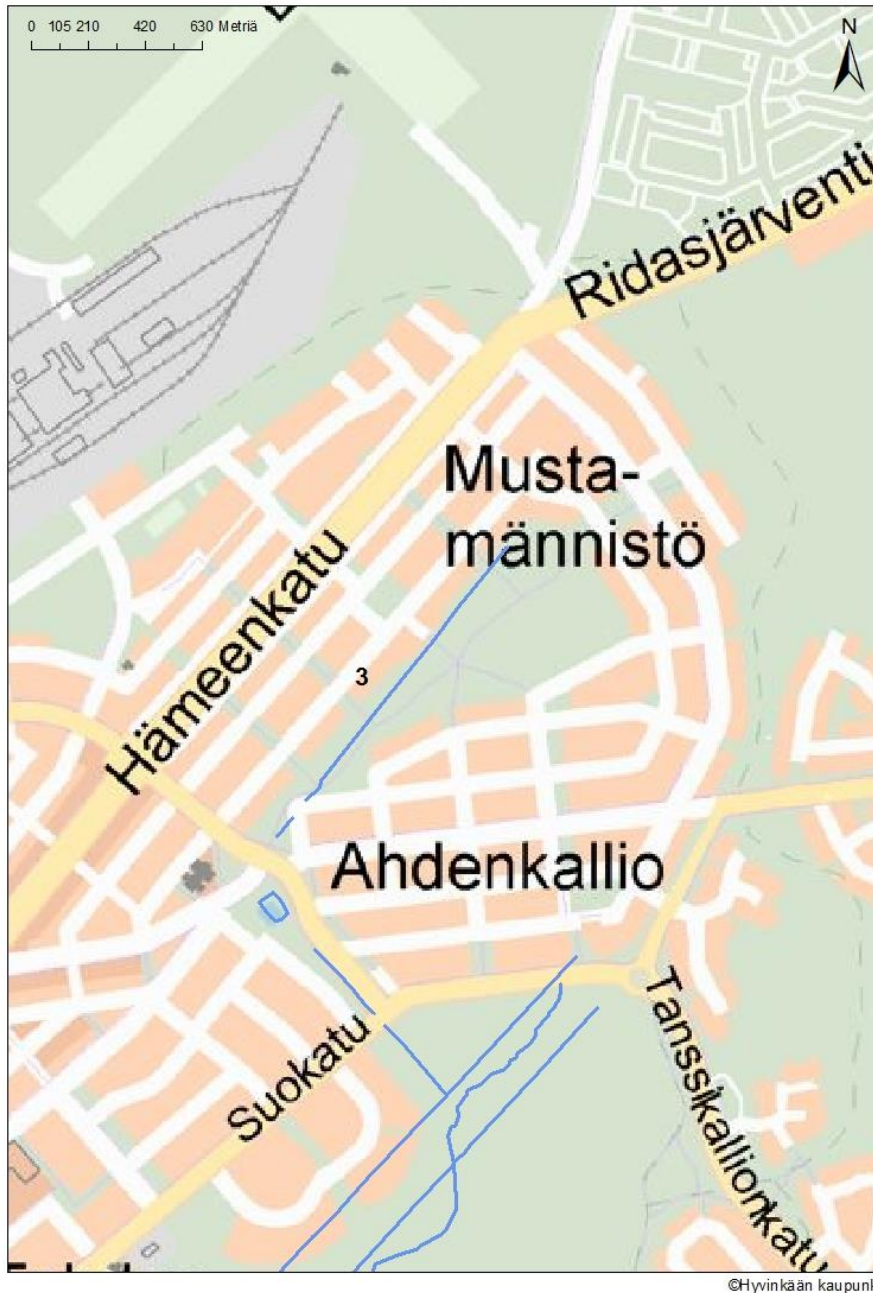 0 105 210 420 630 Metriä
N
Ridasjärventi
Musta-
männistö
Hämeenkatu
3
Ahdenkallio
Suokatu
Tanssikallionkatu
©Hyvinkään kaupunk